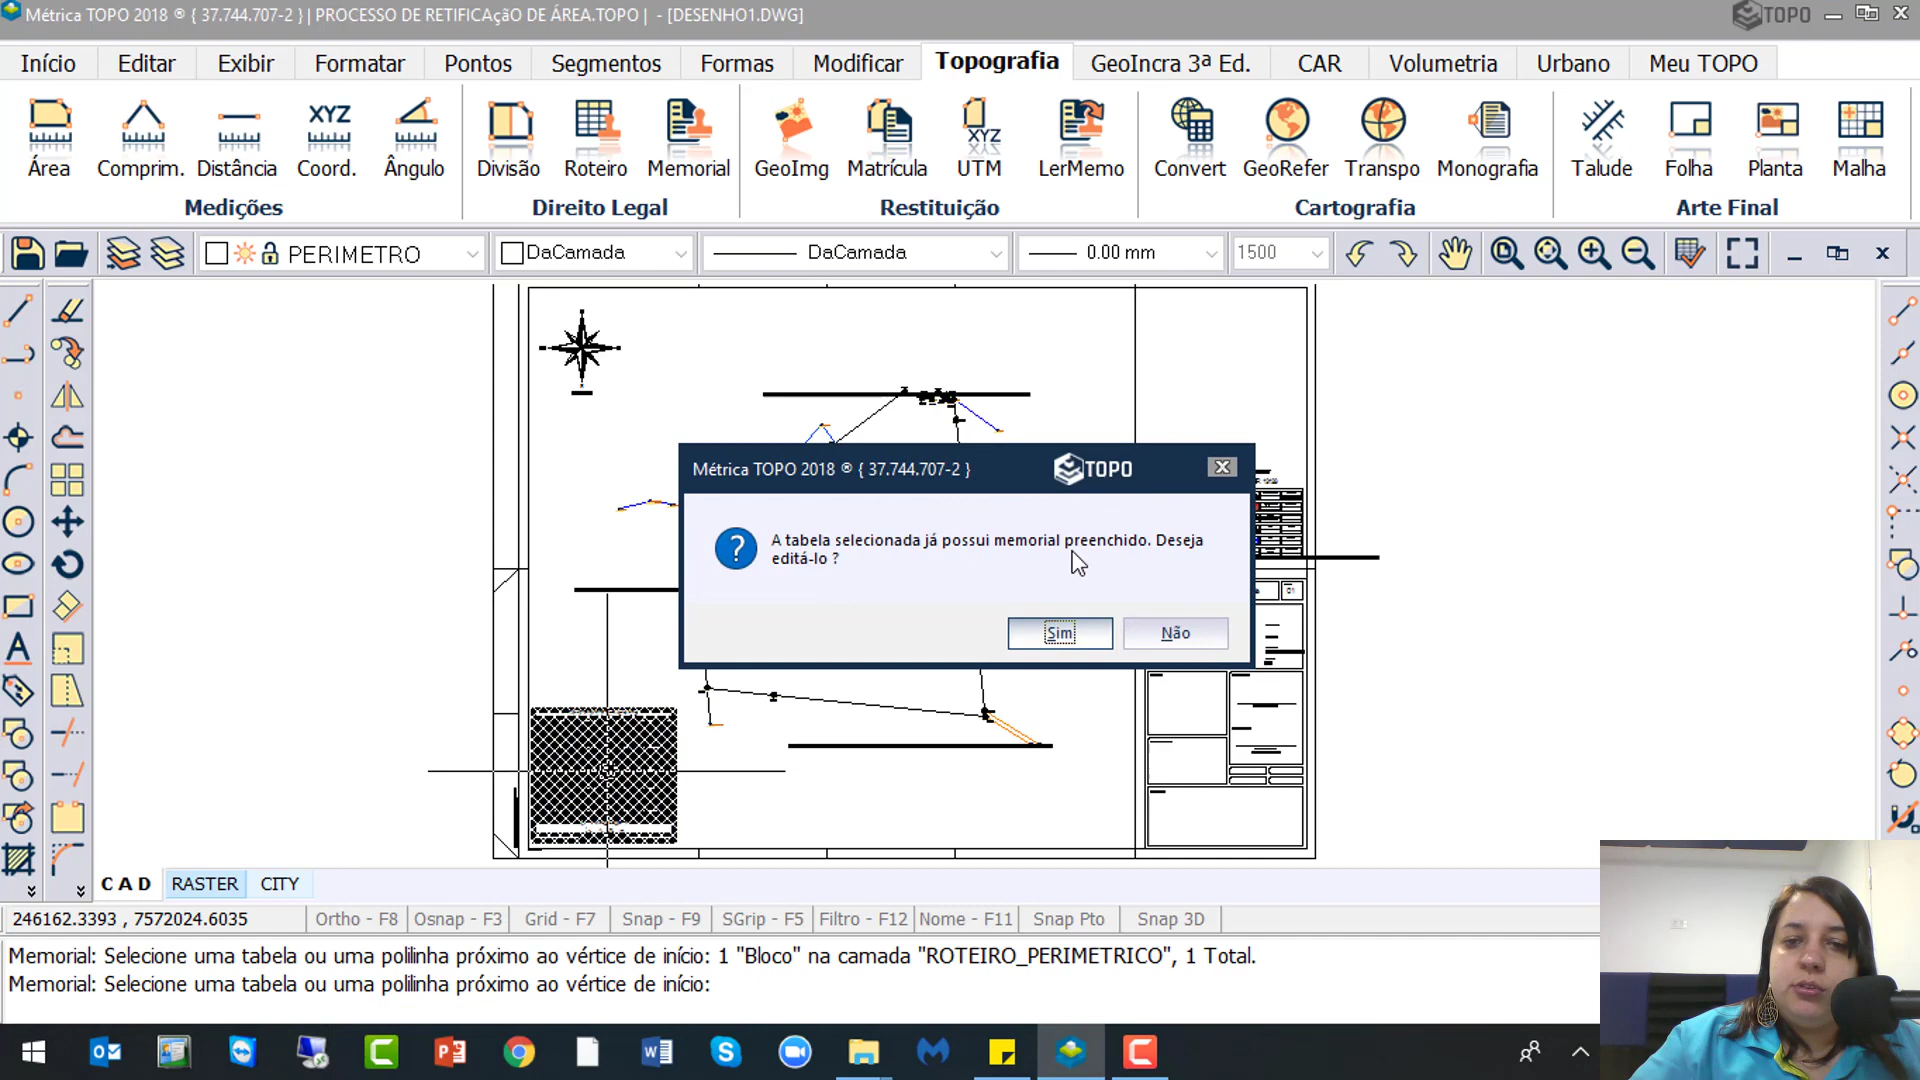 Métrica TOPO 2018 ® { 37.744.707-2 } | PROCESSO DE RETIFICAçãO DE ÁREA.TOPO | - [DESENHO1.DWG]
TOPO
Início Editar Exibir Formatar Pontos Segmentos Formas Modificar Topografia GeoIncra 3ª Ed. CAR Volumetria Urbano Meu TOPO
XYZ XYZ
Área Comprim. Distância Coord. Ângulo Divisão Roteiro Memorial GeoImg Matrícula UTM LerMemo Convert GeoRefer Transpo Monografia Talude Folha Planta Malha
Medições Direito Legal Restituição Cartografia Arte Final
PERIMETRO DaCamada DaCamada 0.00 mm 1500
Métrica TOPO 2018 ® { 37.744.707-2 } TOPO
A tabela selecionada já possui memorial preenchido. Deseja
editá-lo ?
Sim Não
01
A
CAD RASTER CITY
246162.3393 , 7572024.6035 Ortho - F8 Osnap - F3 Grid - F7 Snap - F9 SGrip - F5 Filtro - F12 Nome - F11 Snap Pto Snap 3D
Memorial: Selecione uma tabela ou uma polilinha próximo ao vértice de início: 1 "Bloco" na camada "ROTEIRO_PERIMETRICO", 1 Total.
Memorial: Selecione uma tabela ou uma polilinha próximo ao vértice de início: